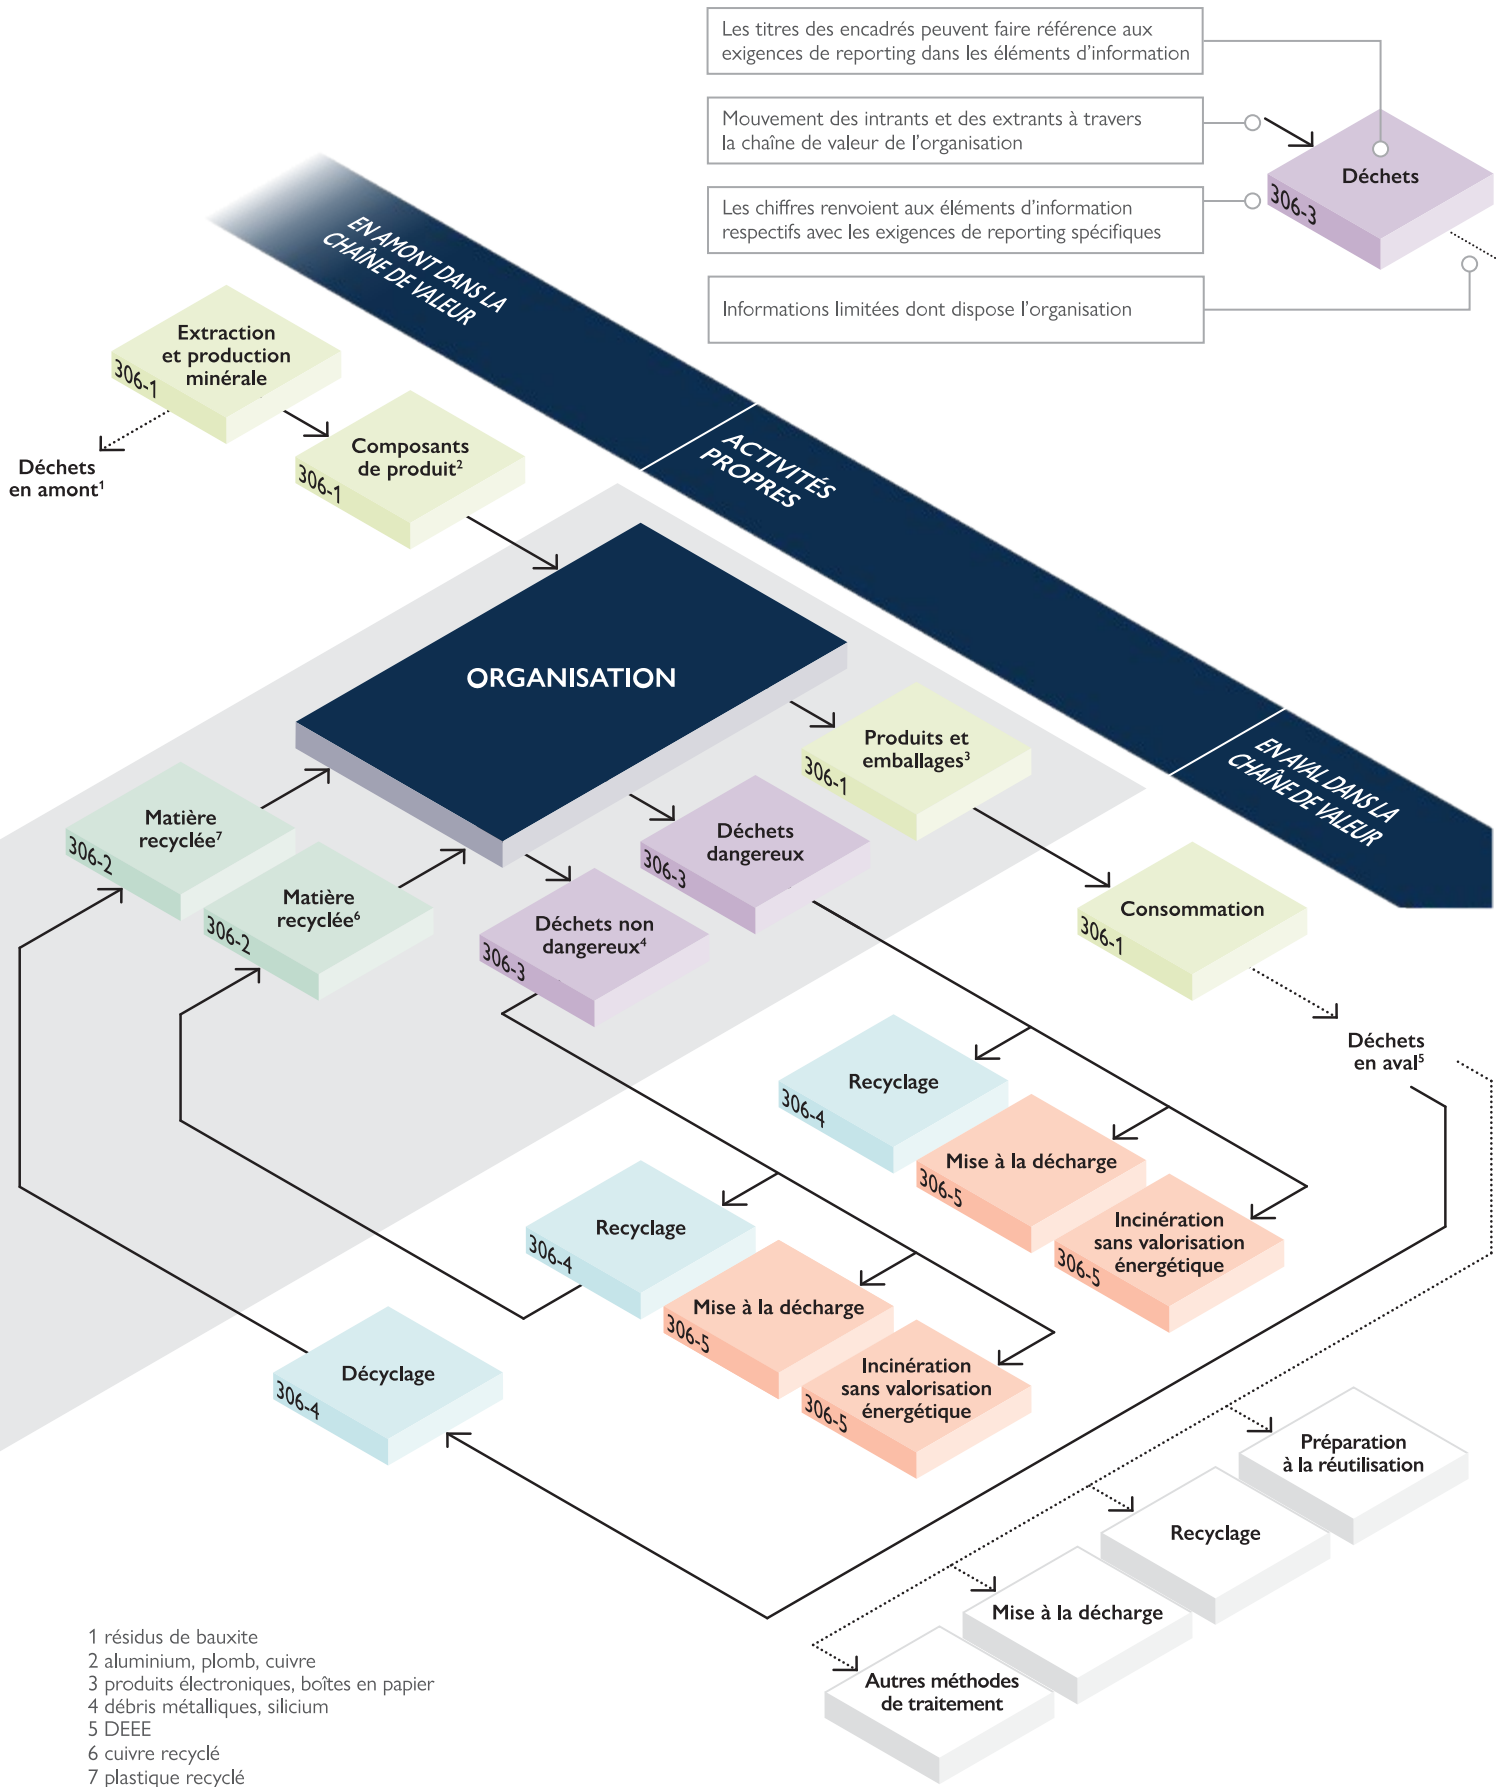 Les titres des encadrés peuvent faire référence aux
exigences de reporting dans les éléments d'information
Mouvement des intrants et des extrants à travers
la chaîne de valeur de l'organisation
Les chiffres renvoient aux éléments d'information
respectifs avec les exigences de reporting spécifiques
Informations limitées dont dispose l'organisation
Déchets
306-3
EN AMONT DANS LA
CHAÎNE DE VALEUR
ACTIVITÉS
PROPRES
EN AVAL DANS LA
CHAÎNE DE VALEUR
Extraction
et production
minérale
306-1
Déchets
en amont¹
Composants
de produit²
306-1
ORGANISATION
Produits et
emballages³
306-1
Déchets
dangereux
306-3
Déchets non
dangereux⁴
306-3
Matière
recyclée⁷
306-2
Matière
recyclée⁶
306-2
Consommation
306-1
Déchets
en aval⁵
Recyclage
306-4
Mise à la décharge
306-5
Incinération
sans valorisation
énergétique
306-5
Recyclage
306-4
Mise à la décharge
306-5
Incinération
sans valorisation
énergétique
306-5
Décyclage
306-4
Préparation
à la réutilisation
Recyclage
Mise à la décharge
Autres méthodes
de traitement
1 résidus de bauxite
2 aluminium, plomb, cuivre
3 produits électroniques, boîtes en papier
4 débris métalliques, silicium
5 DEEE
6 cuivre recyclé
7 plastique recyclé